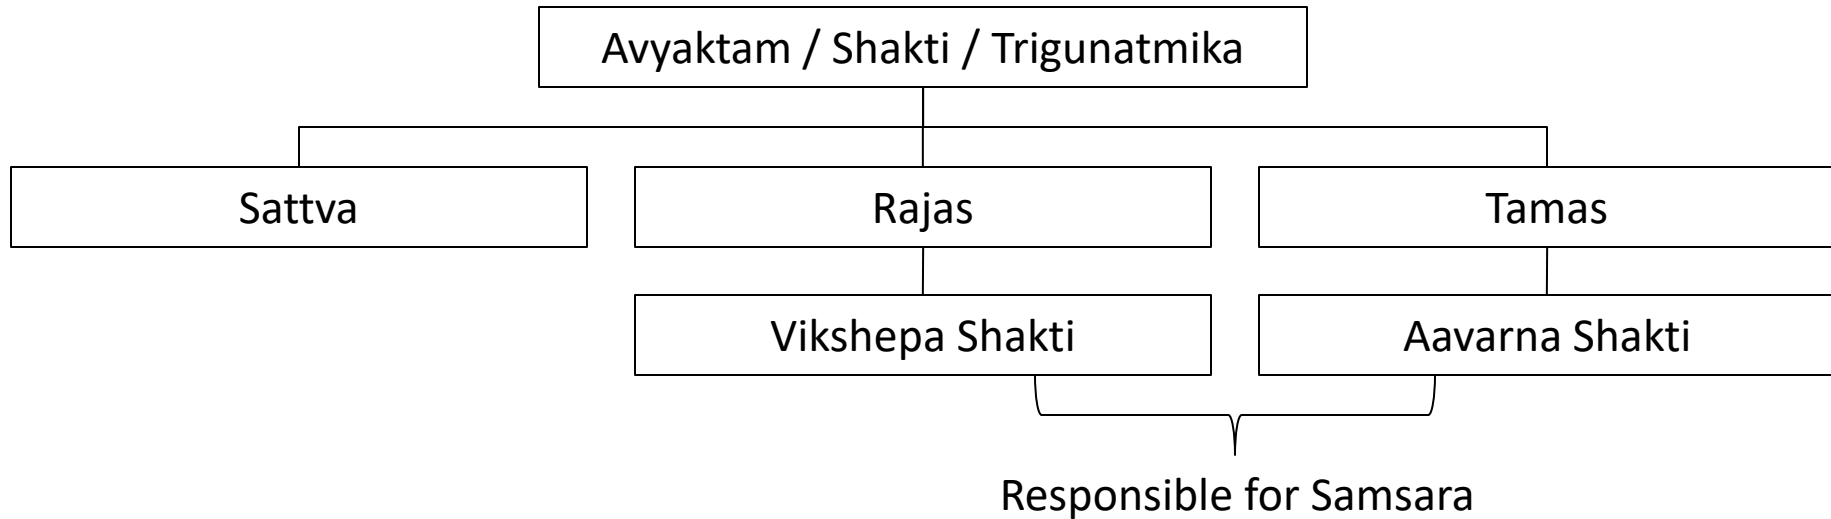 Avyaktam / Shakti / Trigunatmika
Sattva
Rajas
Tamas
Vikshepa Shakti
Aavarna Shakti
Responsible for Samsara